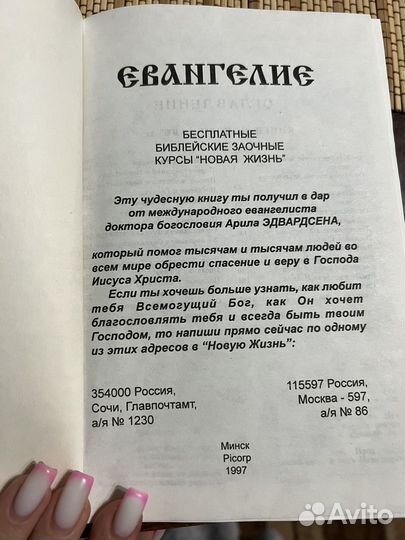 ЕВАНГЕЛИЕ
БЕСПЛАТНЫЕ
БИБЛЕЙСКИЕ ЗАОЧНЫЕ
КУРСЫ “НОВАЯ ЖИЗНЬ”
Эту чудесную книгу ты получил в дар
от международного евангелиста
доктора богословия Арила ЭДВАРДСЕНА,
который помог тысячам и тысячам людей во
всем мире обрести спасение и веру в Господа
Иисуса Христа.
Если ты хочешь больше узнать, как любит
тебя Всемогущий Бог, как Он хочет
благословлять тебя и всегда быть твоим
Господом, то напиши прямо сейчас по одному
из этих адресов в “Новую Жизнь”:
354000 Россия,
Сочи, Главпочтамт,
а/я № 1230
115597 Россия,
Москва - 597,
а/я № 86
Минск
Picorp
1997
Avito